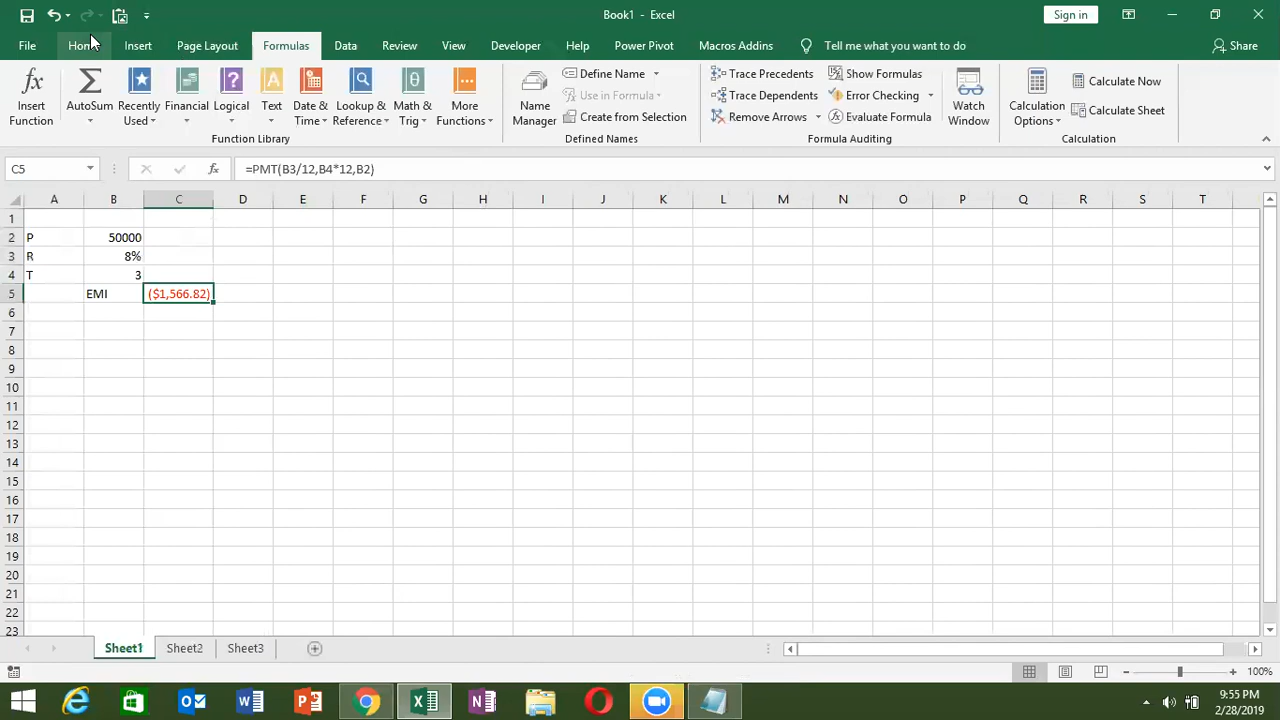 Book1 - Excel
Sign in
File Home Insert Page Layout Formulas Data Review View Developer Help Power Pivot Macros Addins Tell me what you want to do Share
Insert Function
AutoSum
Recently Used
Financial
Logical
Text
Date & Time
Lookup & Reference
Math & Trig
More Functions
Function Library
Name Manager
Define Name
Use in Formula
Create from Selection
Defined Names
Trace Precedents
Trace Dependents
Remove Arrows
Show Formulas
Error Checking
Evaluate Formula
Formula Auditing
Watch Window
Calculation Options
Calculate Now
Calculate Sheet
Calculation
C5 fx =PMT(B3/12,B4*12,B2)
A B C D E F G H I J K L M N O P Q R S T
1
2 P 50000
3 R 8%
4 T 3
5 EMI ($1,566.82)
6
7
8
9
10
11
12
13
14
15
16
17
18
19
20
21
22
23
Sheet1 Sheet2 Sheet3
100%
9:55 PM
2/28/2019